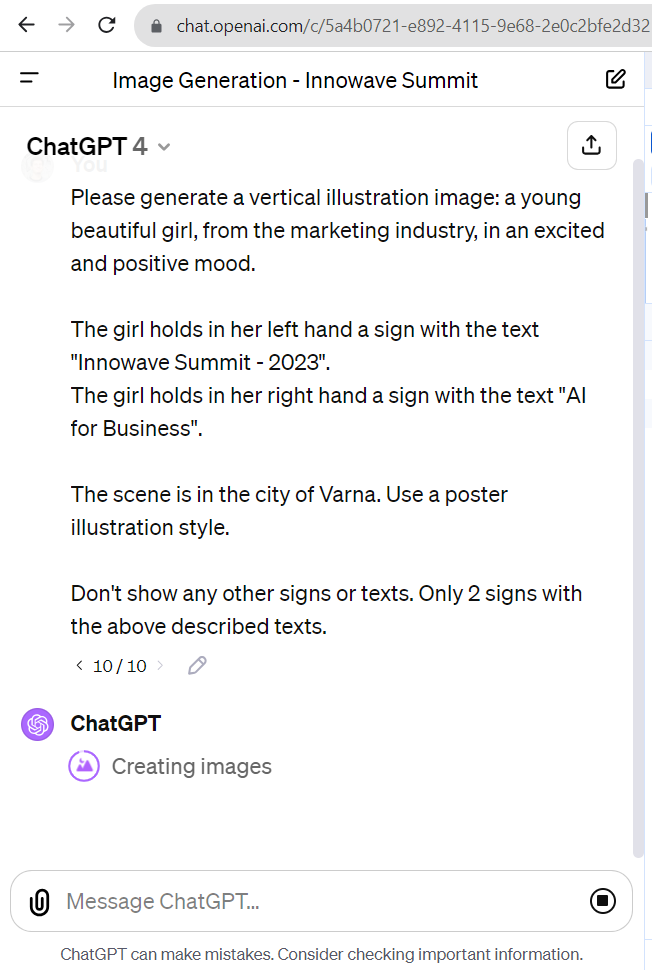 chat.openai.com/c/5a4b0721-e892-4115-9e68-2e0c2bfe2d32
Image Generation - Innowave Summit
ChatGPT 4
You
Please generate a vertical illustration image: a young
beautiful girl, from the marketing industry, in an excited
and positive mood.
The girl holds in her left hand a sign with the text
"Innowave Summit - 2023".
The girl holds in her right hand a sign with the text "AI
for Business".
The scene is in the city of Varna. Use a poster
illustration style.
Don't show any other signs or texts. Only 2 signs with
the above described texts.
< 10 / 10 >
ChatGPT
Creating images
Message ChatGPT...
ChatGPT can make mistakes. Consider checking important information.